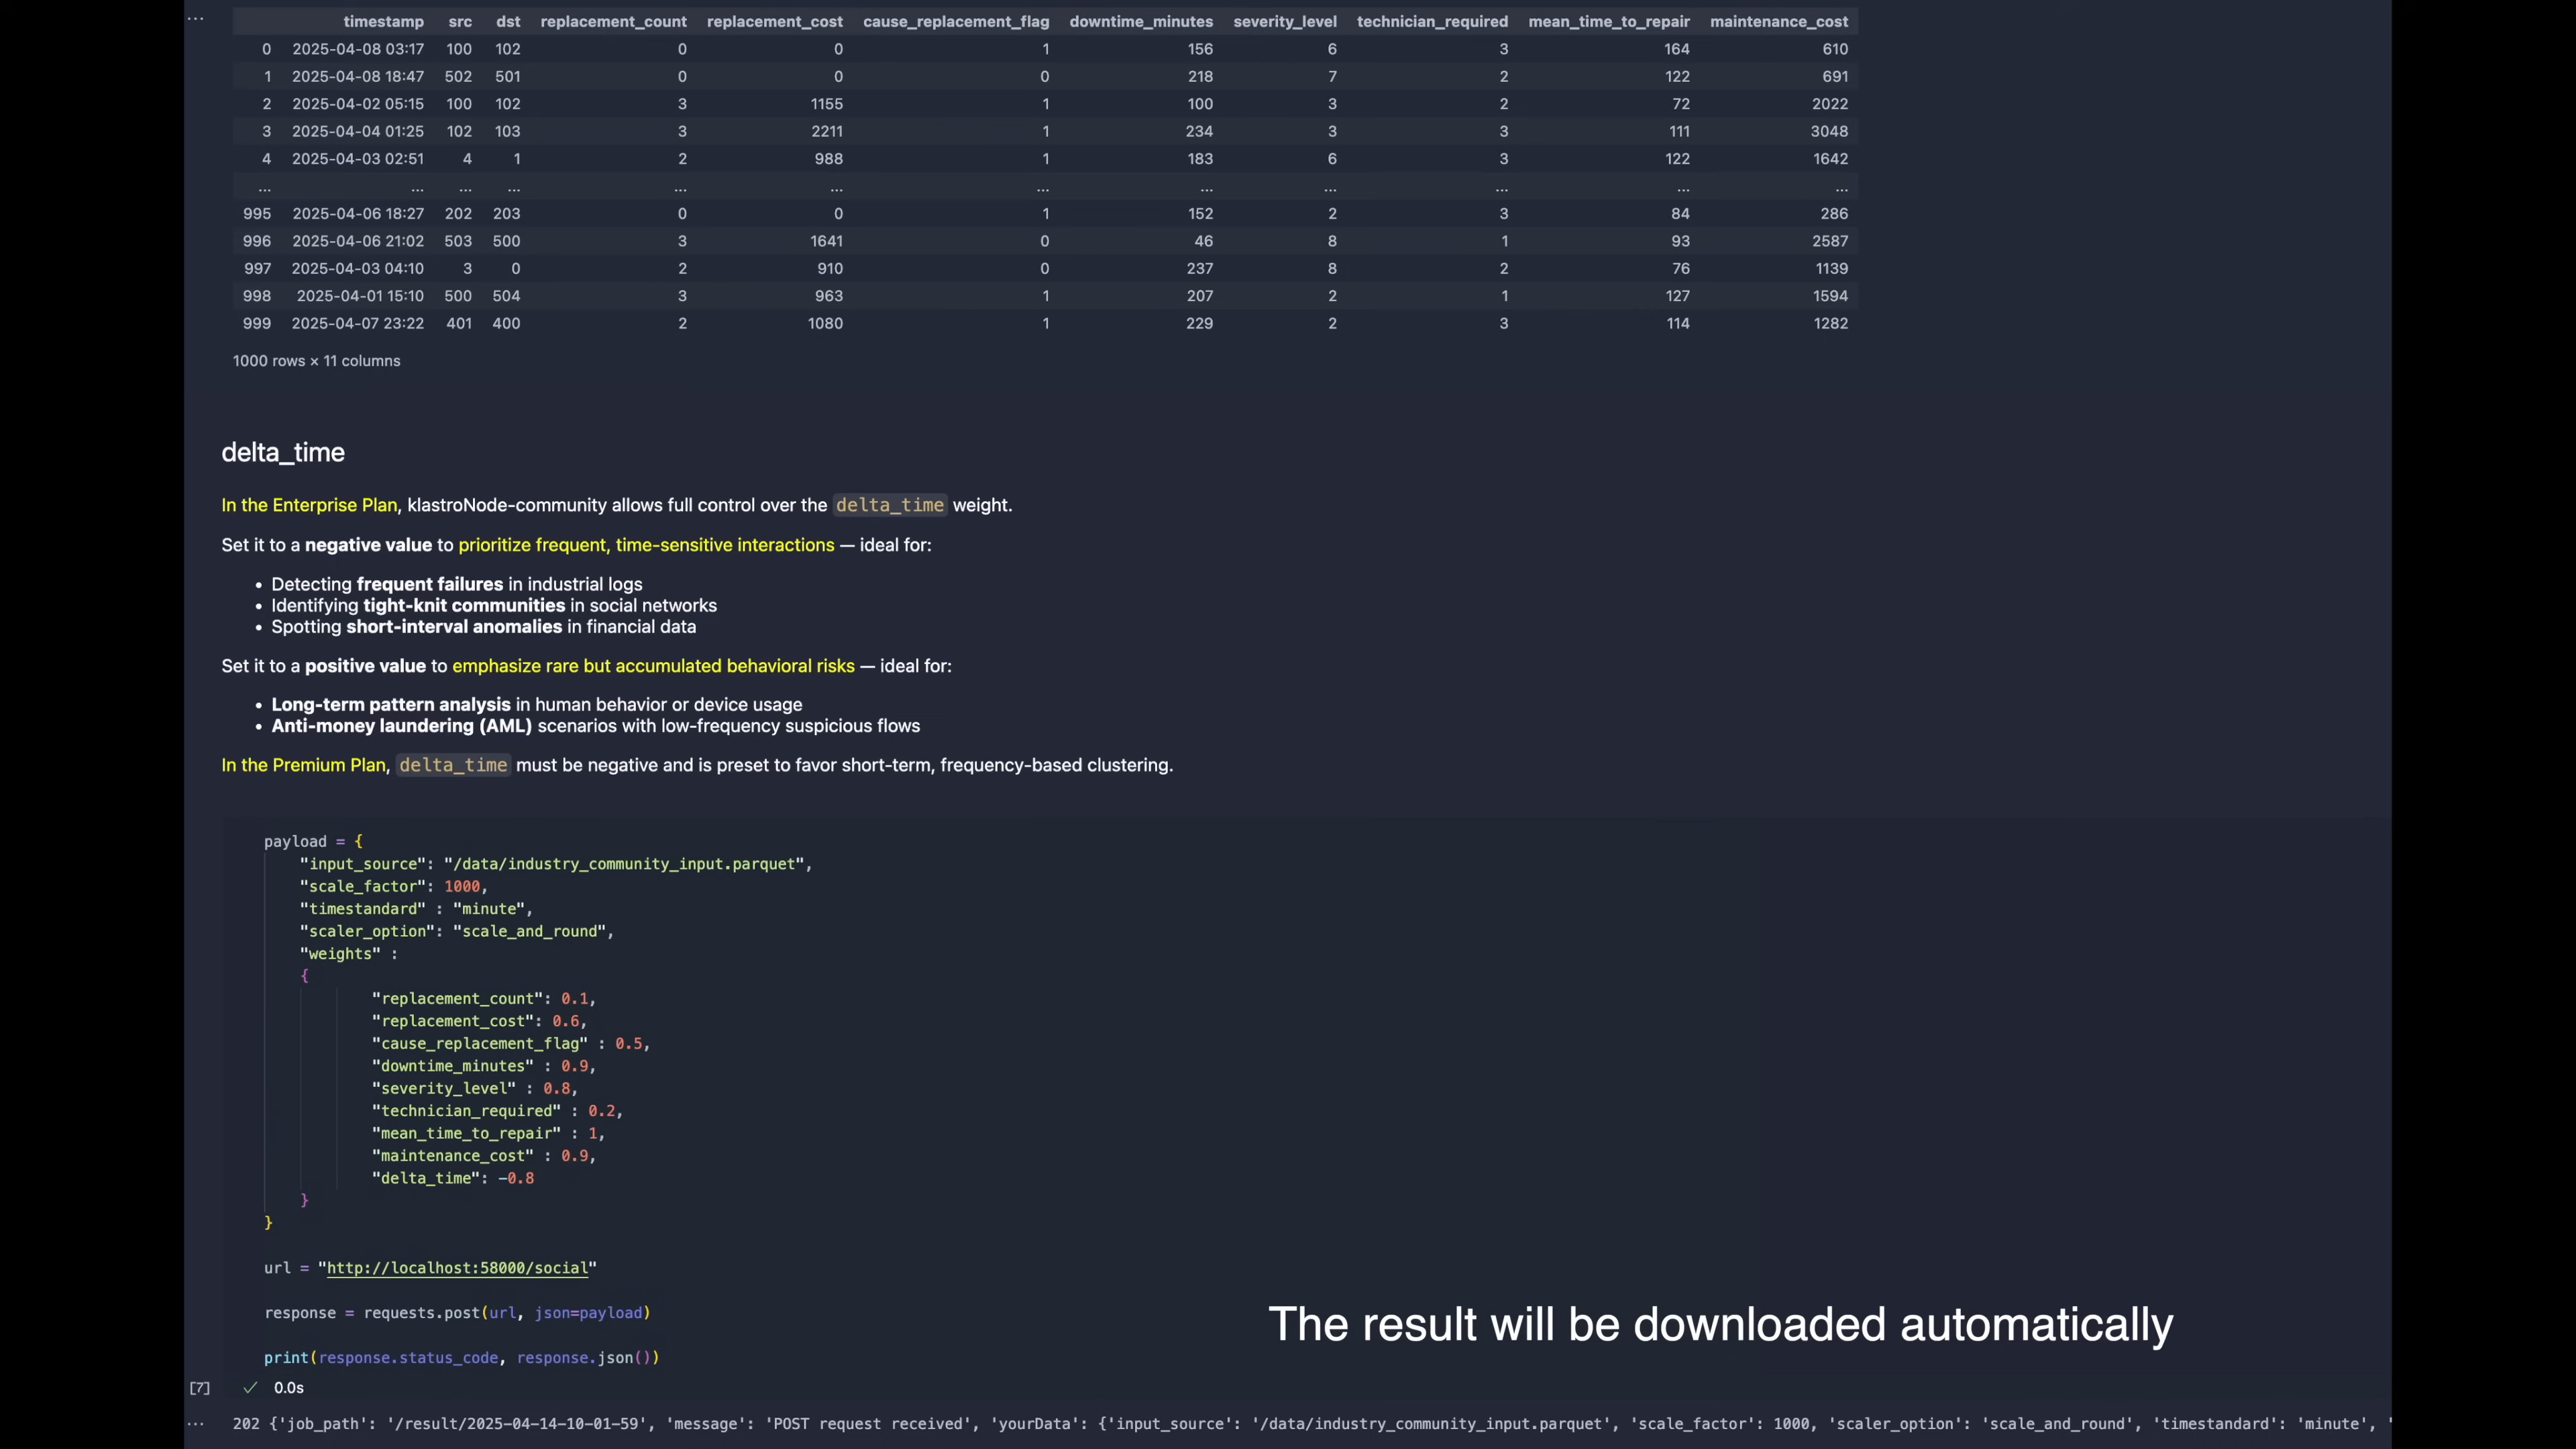 ...
timestamp src dst replacement_count replacement_cost cause_replacement_flag downtime_minutes severity_level technician_required mean_time_to_repair maintenance_cost
0 2025-04-08 03:17 100 102 0 0 1 156 6 3 164 610
1 2025-04-08 18:47 502 501 0 0 0 218 7 2 122 691
2 2025-04-02 05:15 100 102 3 1155 1 100 3 2 72 2022
3 2025-04-04 01:25 102 103 3 2211 1 234 3 3 111 3048
4 2025-04-03 02:51 4 1 2 988 1 183 6 3 122 1642
... ... ... ... ... ... ... ... ... ... ... ...
995 2025-04-06 18:27 202 203 0 0 1 152 2 3 84 286
996 2025-04-06 21:02 503 500 3 1641 0 46 8 1 93 2587
997 2025-04-03 04:10 3 0 2 910 0 237 8 2 76 1139
998 2025-04-01 15:10 500 504 3 963 1 207 2 1 127 1594
999 2025-04-07 23:22 401 400 2 1080 1 229 2 3 114 1282
1000 rows × 11 columns
delta_time
In the Enterprise Plan, klastroNode-community allows full control over the delta_time weight.
Set it to a negative value to prioritize frequent, time-sensitive interactions — ideal for:
• Detecting frequent failures in industrial logs
• Identifying tight-knit communities in social networks
• Spotting short-interval anomalies in financial data
Set it to a positive value to emphasize rare but accumulated behavioral risks — ideal for:
• Long-term pattern analysis in human behavior or device usage
• Anti-money laundering (AML) scenarios with low-frequency suspicious flows
In the Premium Plan, delta_time must be negative and is preset to favor short-term, frequency-based clustering.
payload = {
"input_source": "/data/industry_community_input.parquet",
"scale_factor": 1000,
"timestandard" : "minute",
"scaler_option": "scale_and_round",
"weights" :
{
"replacement_count": 0.1,
"replacement_cost": 0.6,
"cause_replacement_flag" : 0.5,
"downtime_minutes" : 0.9,
"severity_level" : 0.8,
"technician_required" : 0.2,
"mean_time_to_repair" : 1,
"maintenance_cost" : 0.9,
"delta_time": -0.8
}
}
url = "http://localhost:58000/social"
response = requests.post(url, json=payload)
The result will be downloaded automatically
print(response.status_code, response.json())
[7] ✓ 0.0s
... 202 {'job_path': '/result/2025-04-14-10-01-59', 'message': 'POST request received', 'yourData': {'input_source': '/data/industry_community_input.parquet', 'scale_factor': 1000, 'scaler_option': 'scale_and_round', 'timestandard': 'minute', '